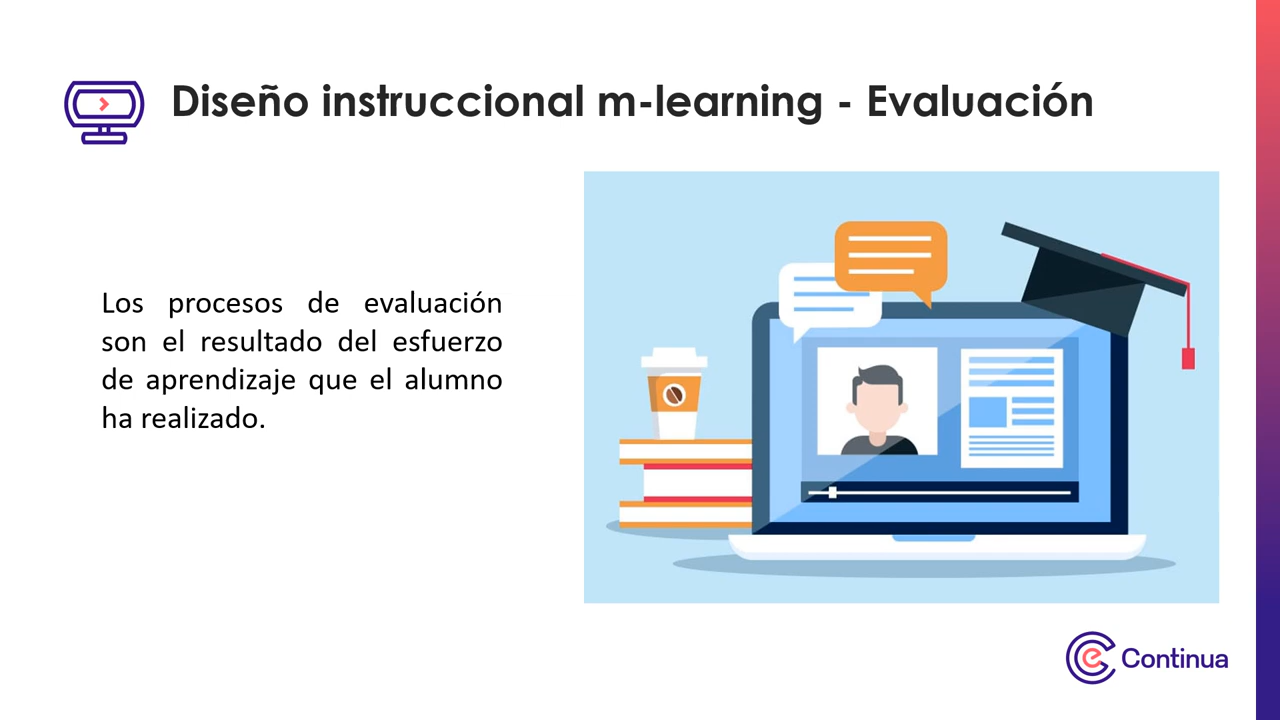 Diseño instruccional m-learning - Evaluación
Los procesos de evaluación
son el resultado del esfuerzo
de aprendizaje que el alumno
ha realizado.
e Continua